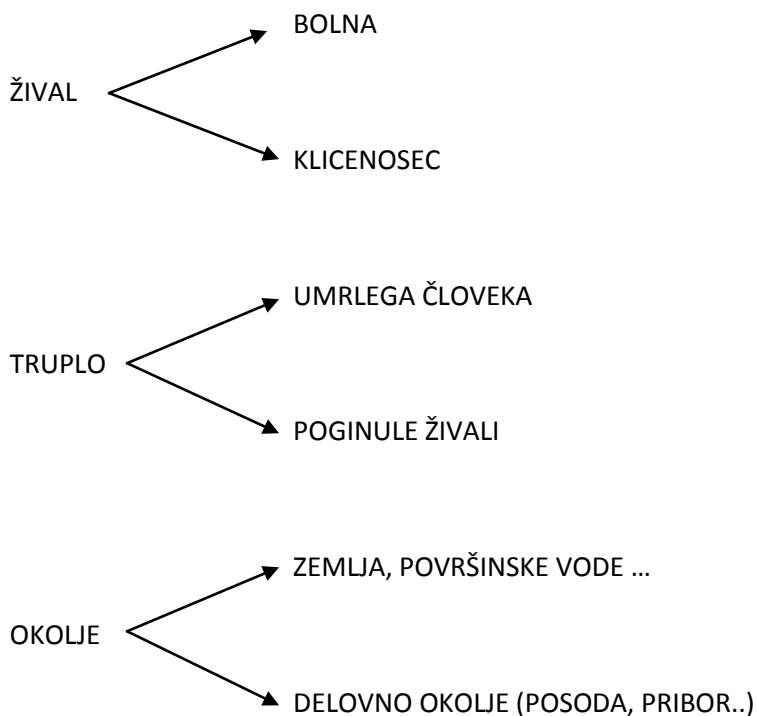 BOLNA
ŽIVAL
KLICENOSEC
UMRLEGA ČLOVEKA
TRUPLO
POGINULE ŽIVALI
ZEMLJA, POVRŠINSKE VODE …
OKOLJE
DELOVNO OKOLJE (POSODA, PRIBOR..)